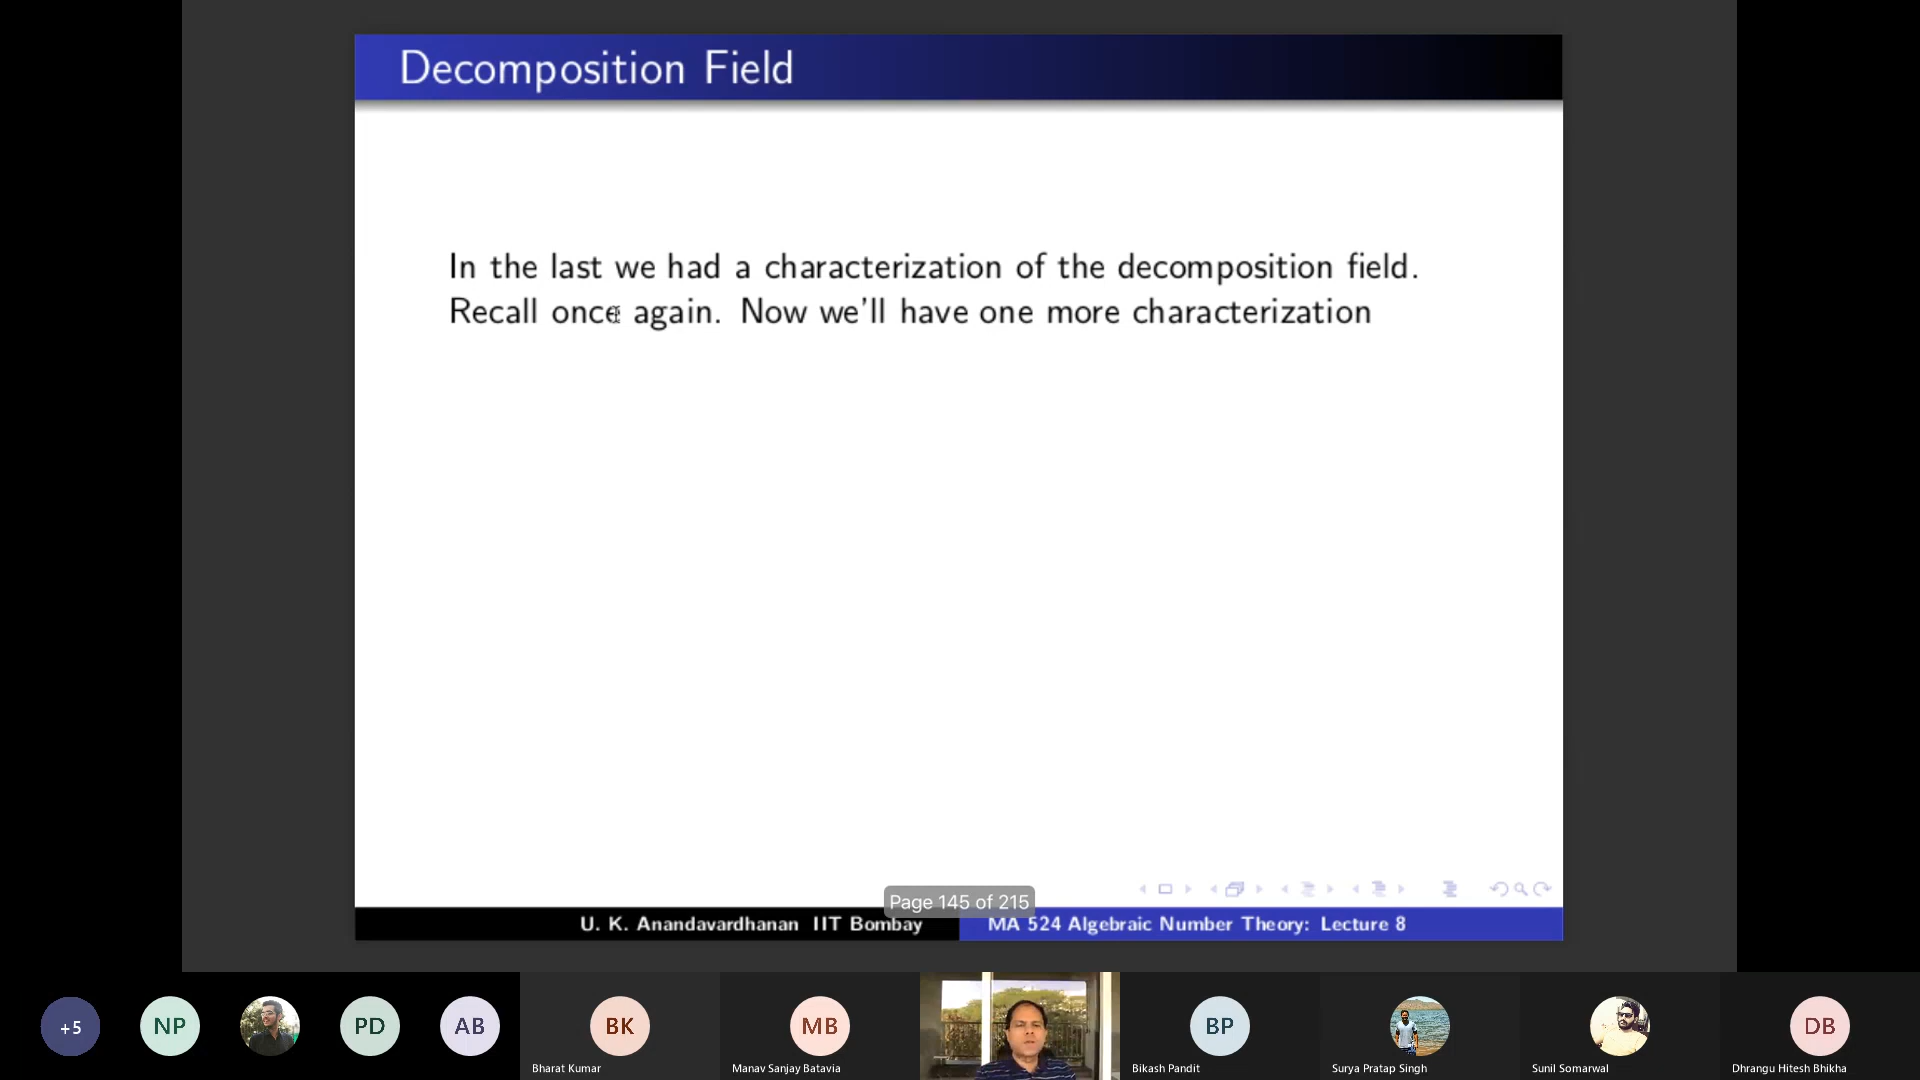 Decomposition Field
In the last we had a characterization of the decomposition field.
Recall once again. Now we'll have one more characterization
Page 145 of 215
U. K. Anandavardhanan IIT Bombay
MA 524 Algebraic Number Theory: Lecture 8
+5
NP
PD
AB
BK
Bharat Kumar
MB
Manav Sanjay Batavia
BP
Bikash Pandit
Surya Pratap Singh
Sunil Somarwal
DB
Dhrangu Hitesh Bhikha